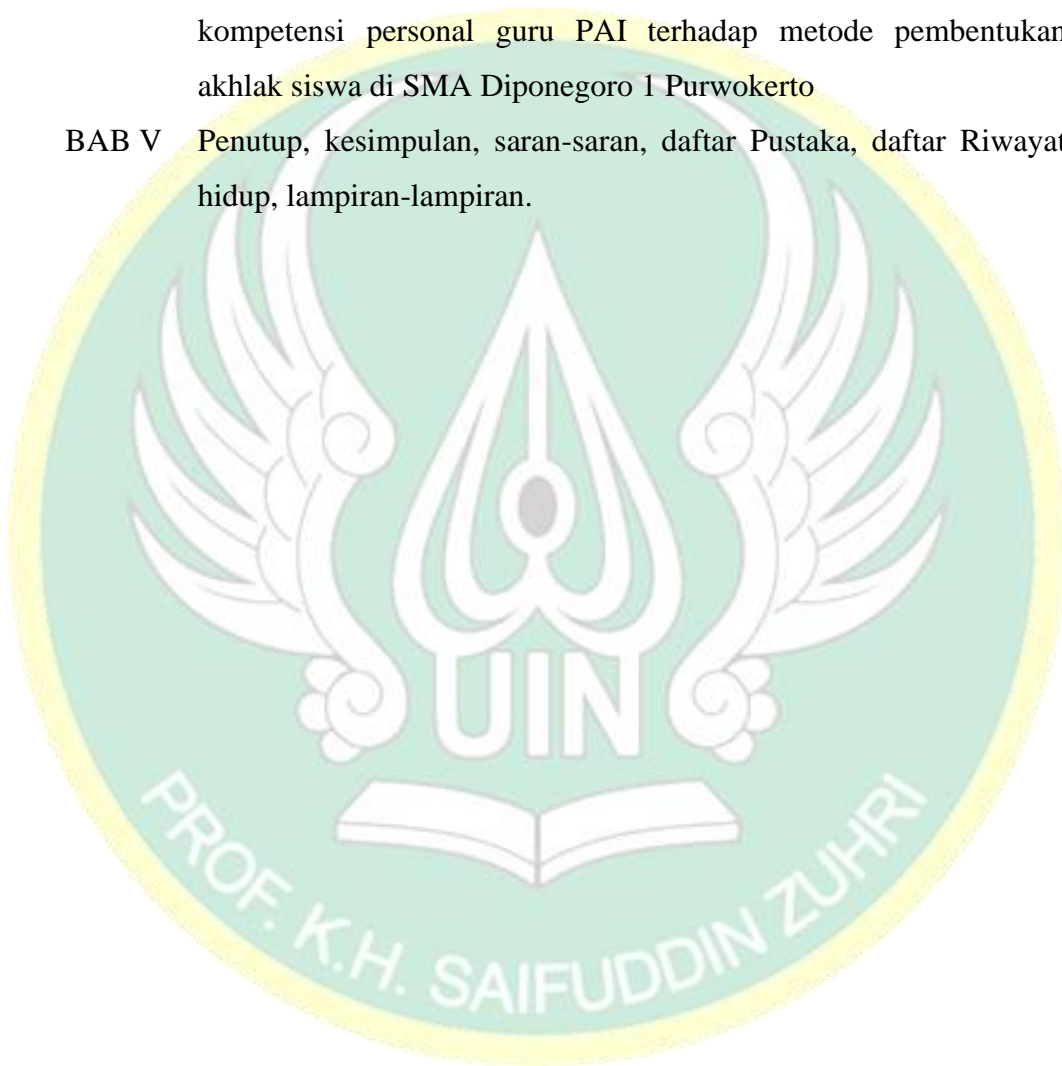 kompetensi personal guru PAI terhadap metode pembentukan
akhlak siswa di SMA Diponegoro 1 Purwokerto
BAB V Penutup, kesimpulan, saran-saran, daftar Pustaka, daftar Riwayat
hidup, lampiran-lampiran.
UIN
PROF. K.H. SAIFUDDIN ZUHRI